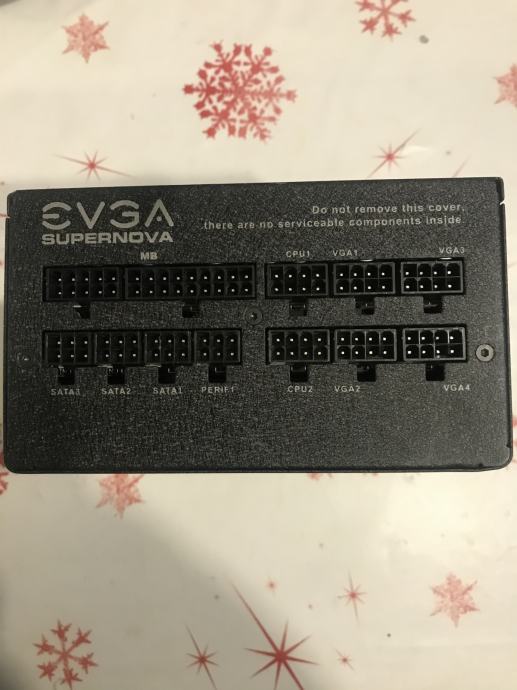 EVGA
SUPERNOVA
Do not remove this cover,
there are no serviceable components inside.
MB
CPU1 VGA1 VGA3
SATA3 SATA2 SATA1 PERIF1 CPU2 VGA2 VGA4